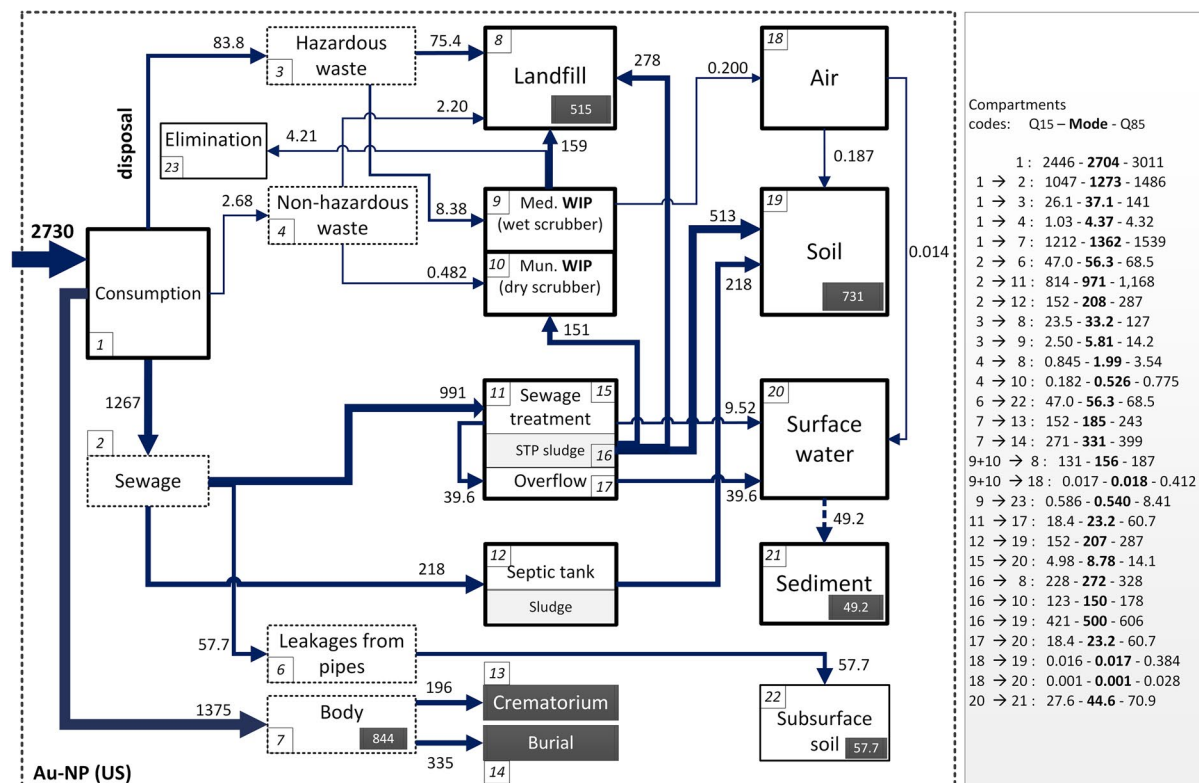 83.8
Hazardous
waste
3
75.4
8
Landfill
515
278
18
Air
0.200
disposal
2.20
Elimination
23
4.21
159
0.187
2.68
Non-hazardous
waste
4
8.38
9
Med. WIP
(wet scrubber)
513
19
Soil
731
0.014
2730
Consumption
1
0.482
10
Mun. WIP
(dry scrubber)
218
151
1267
991
11
Sewage
treatment
15
STP sludge
16
Overflow
17
9.52
20
Surface
water
2
Sewage
39.6
39.6
49.2
218
12
Septic tank
Sludge
21
Sediment
49.2
57.7
Leakages from
pipes
6
57.7
13
196
Crematorium
1375
Body
7
844
335
Burial
14
22
Subsurface
soil
57.7
Au-NP (US)
Compartments
codes: Q15 – Mode - Q85
1 : 2446 - 2704 - 3011
1 → 2 : 1047 - 1273 - 1486
1 → 3 : 26.1 - 37.1 - 141
1 → 4 : 1.03 - 4.37 - 4.32
1 → 7 : 1212 - 1362 - 1539
2 → 6 : 47.0 - 56.3 - 68.5
2 → 11 : 814 - 971 - 1,168
2 → 12 : 152 - 208 - 287
3 → 8 : 23.5 - 33.2 - 127
3 → 9 : 2.50 - 5.81 - 14.2
4 → 8 : 0.845 - 1.99 - 3.54
4 → 10 : 0.182 - 0.526 - 0.775
6 → 22 : 47.0 - 56.3 - 68.5
7 → 13 : 152 - 185 - 243
7 → 14 : 271 - 331 - 399
9+10 → 8 : 131 - 156 - 187
9+10 → 18 : 0.017 - 0.018 - 0.412
9 → 23 : 0.586 - 0.540 - 8.41
11 → 17 : 18.4 - 23.2 - 60.7
12 → 19 : 152 - 207 - 287
15 → 20 : 4.98 - 8.78 - 14.1
16 → 8 : 228 - 272 - 328
16 → 10 : 123 - 150 - 178
16 → 19 : 421 - 500 - 606
17 → 20 : 18.4 - 23.2 - 60.7
18 → 19 : 0.016 - 0.017 - 0.384
18 → 20 : 0.001 - 0.001 - 0.028
20 → 21 : 27.6 - 44.6 - 70.9